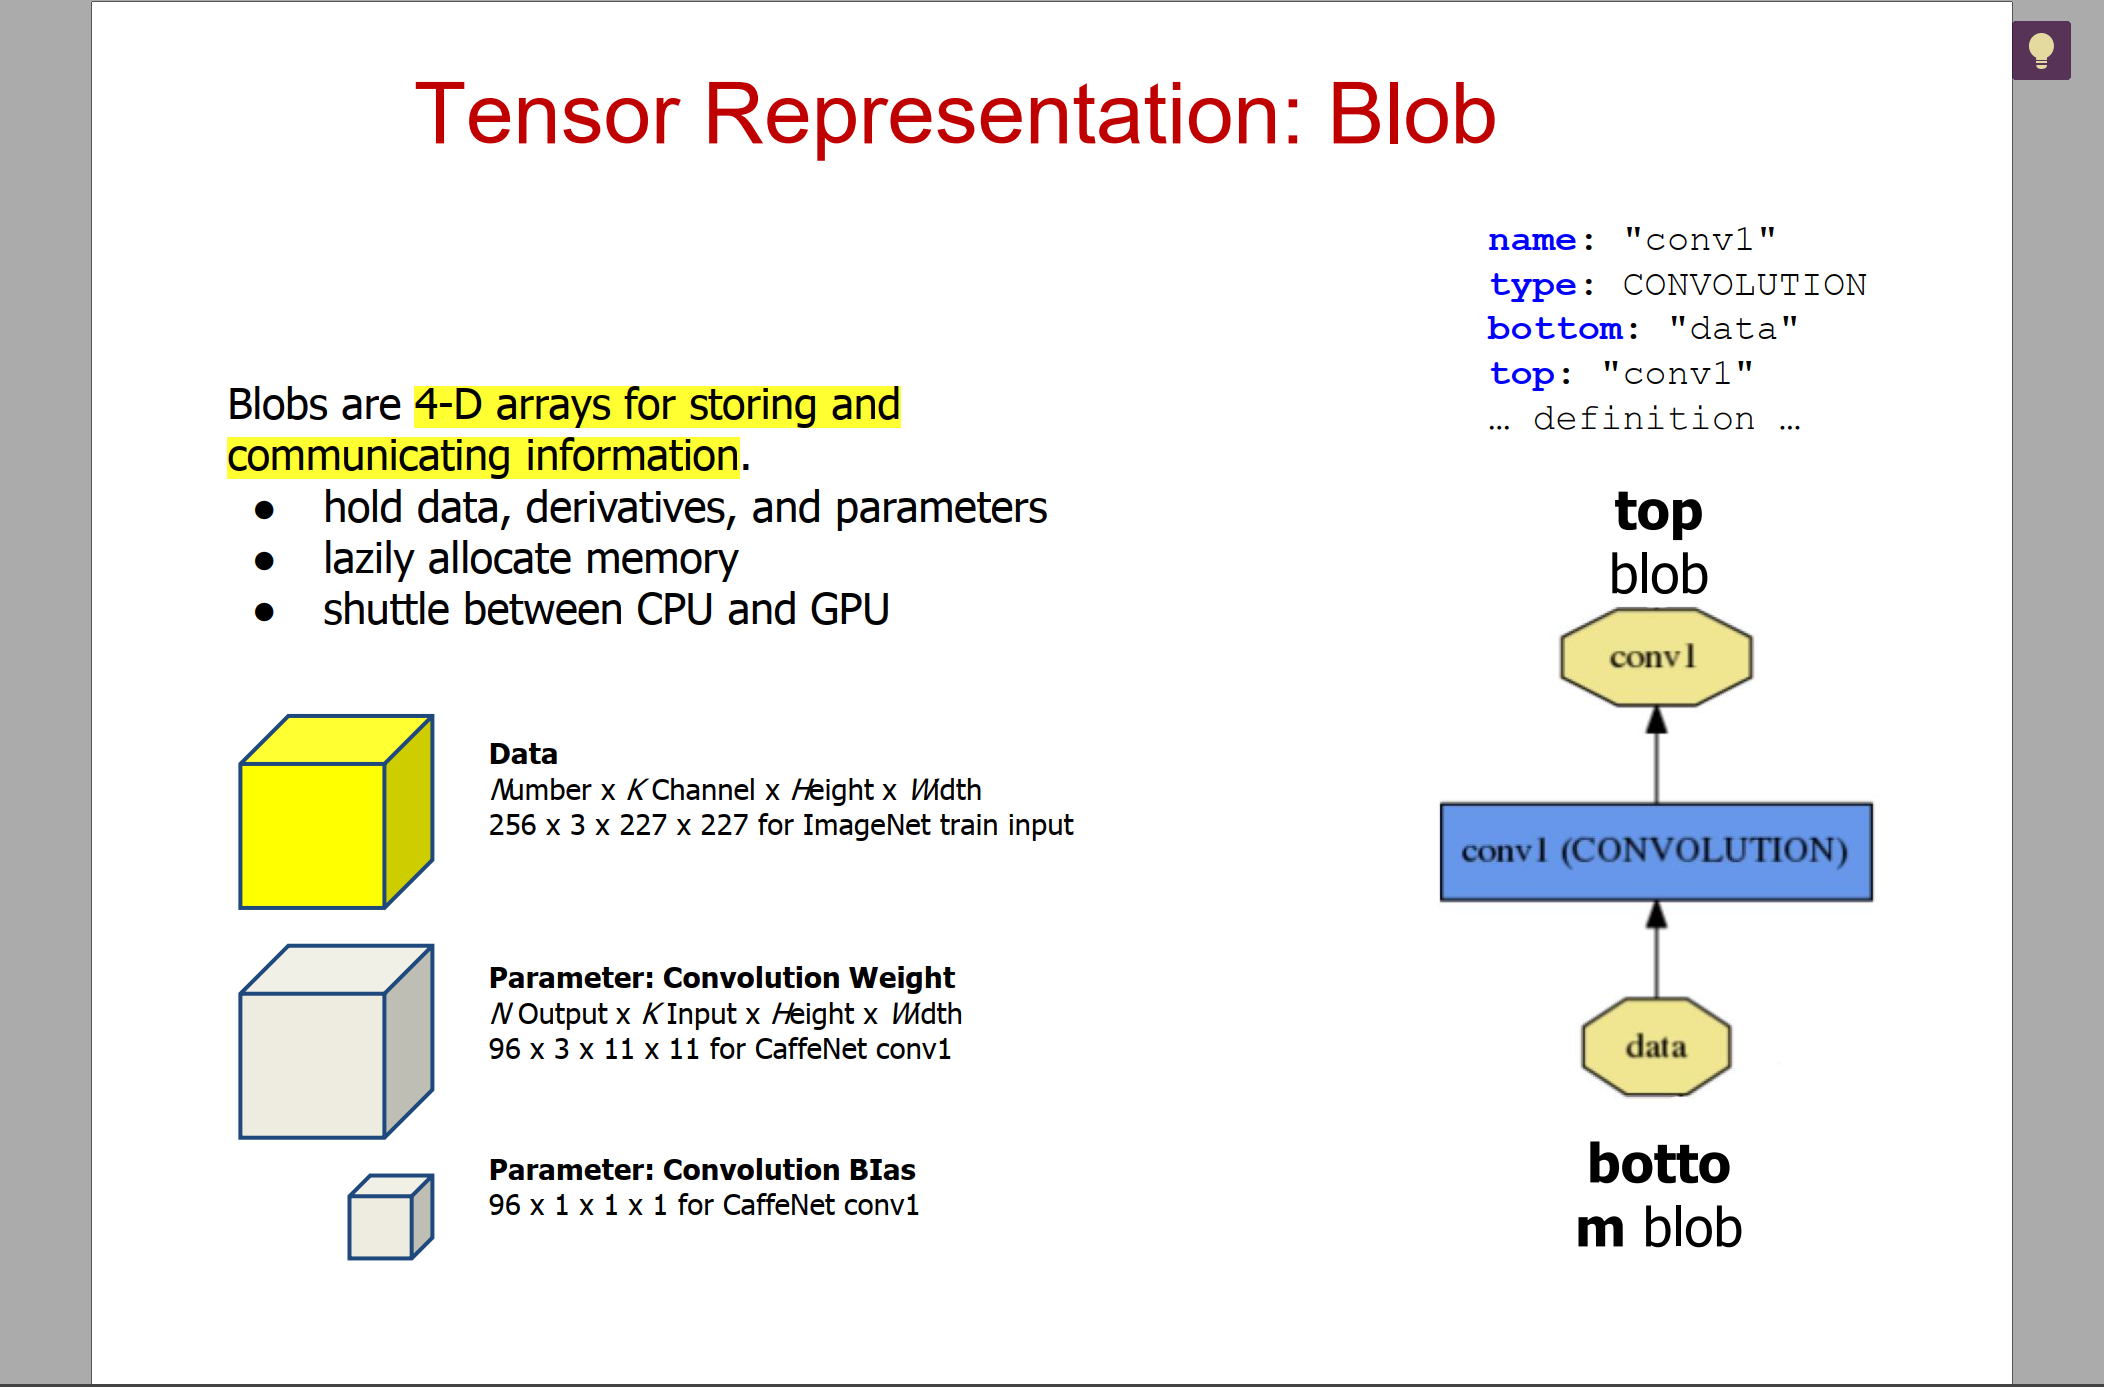 Tensor Representation: Blob
Blobs are 4-D arrays for storing and
communicating information.
● hold data, derivatives, and parameters
● lazily allocate memory
● shuttle between CPU and GPU
Data
Number x K Channel x Height x Width
256 x 3 x 227 x 227 for ImageNet train input
Parameter: Convolution Weight
N Output x K Input x Height x Width
96 x 3 x 11 x 11 for CaffeNet conv1
Parameter: Convolution BIas
96 x 1 x 1 x 1 for CaffeNet conv1
name: "conv1"
type: CONVOLUTION
bottom: "data"
top: "conv1"
… definition …
top
blob
conv1
conv1 (CONVOLUTION)
data
botto
m blob